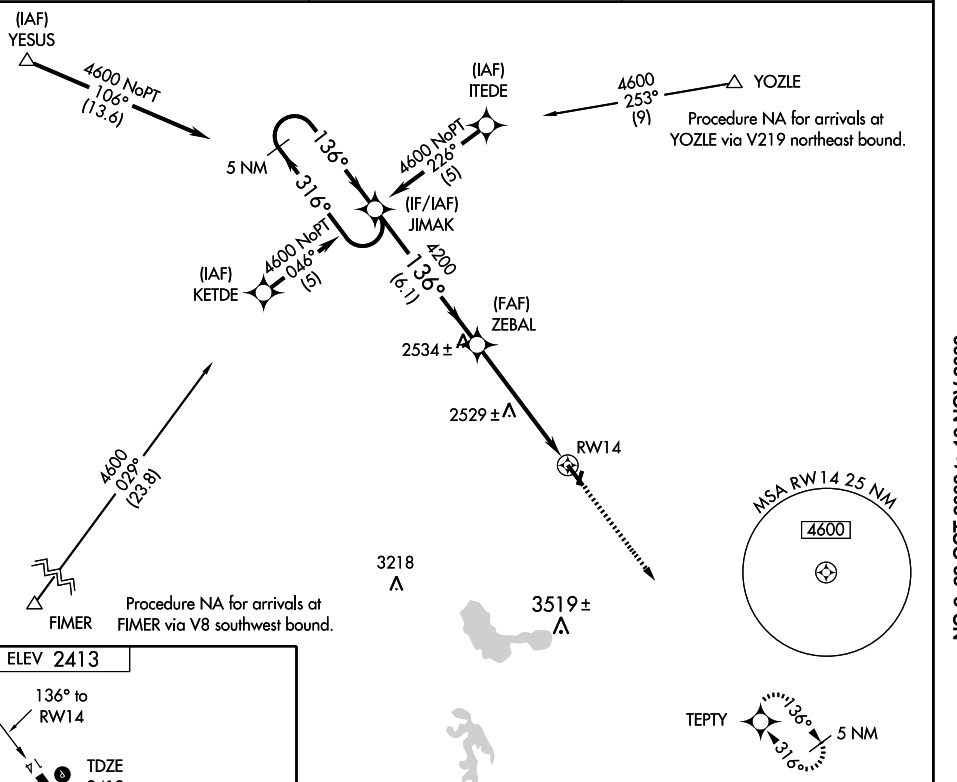 (IAF)
YESUS
4600 NoPT
106°
(13.6)
(IAF)
ITEDE
4600
253°
(9)
YOZLE
Procedure NA for arrivals at
YOZLE via V219 northeast bound.
4600 NoPT
226°
(5)
136°
5 NM
316°
(IF/IAF)
JIMAK
4600 NoPT
046°
(5)
(IAF)
KETDE
4200
136°
(6.1)
(FAF)
ZEBAL
2534 ±
2529 ±
RW14
4600
029°
(23.8)
MSA RW14 25 NM
4600
3218
3519 ±
FIMER
Procedure NA for arrivals at
FIMER via V8 southwest bound.
ELEV 2413
136° to
RW14
TDZE
TEPTY
136°
5 NM
316°